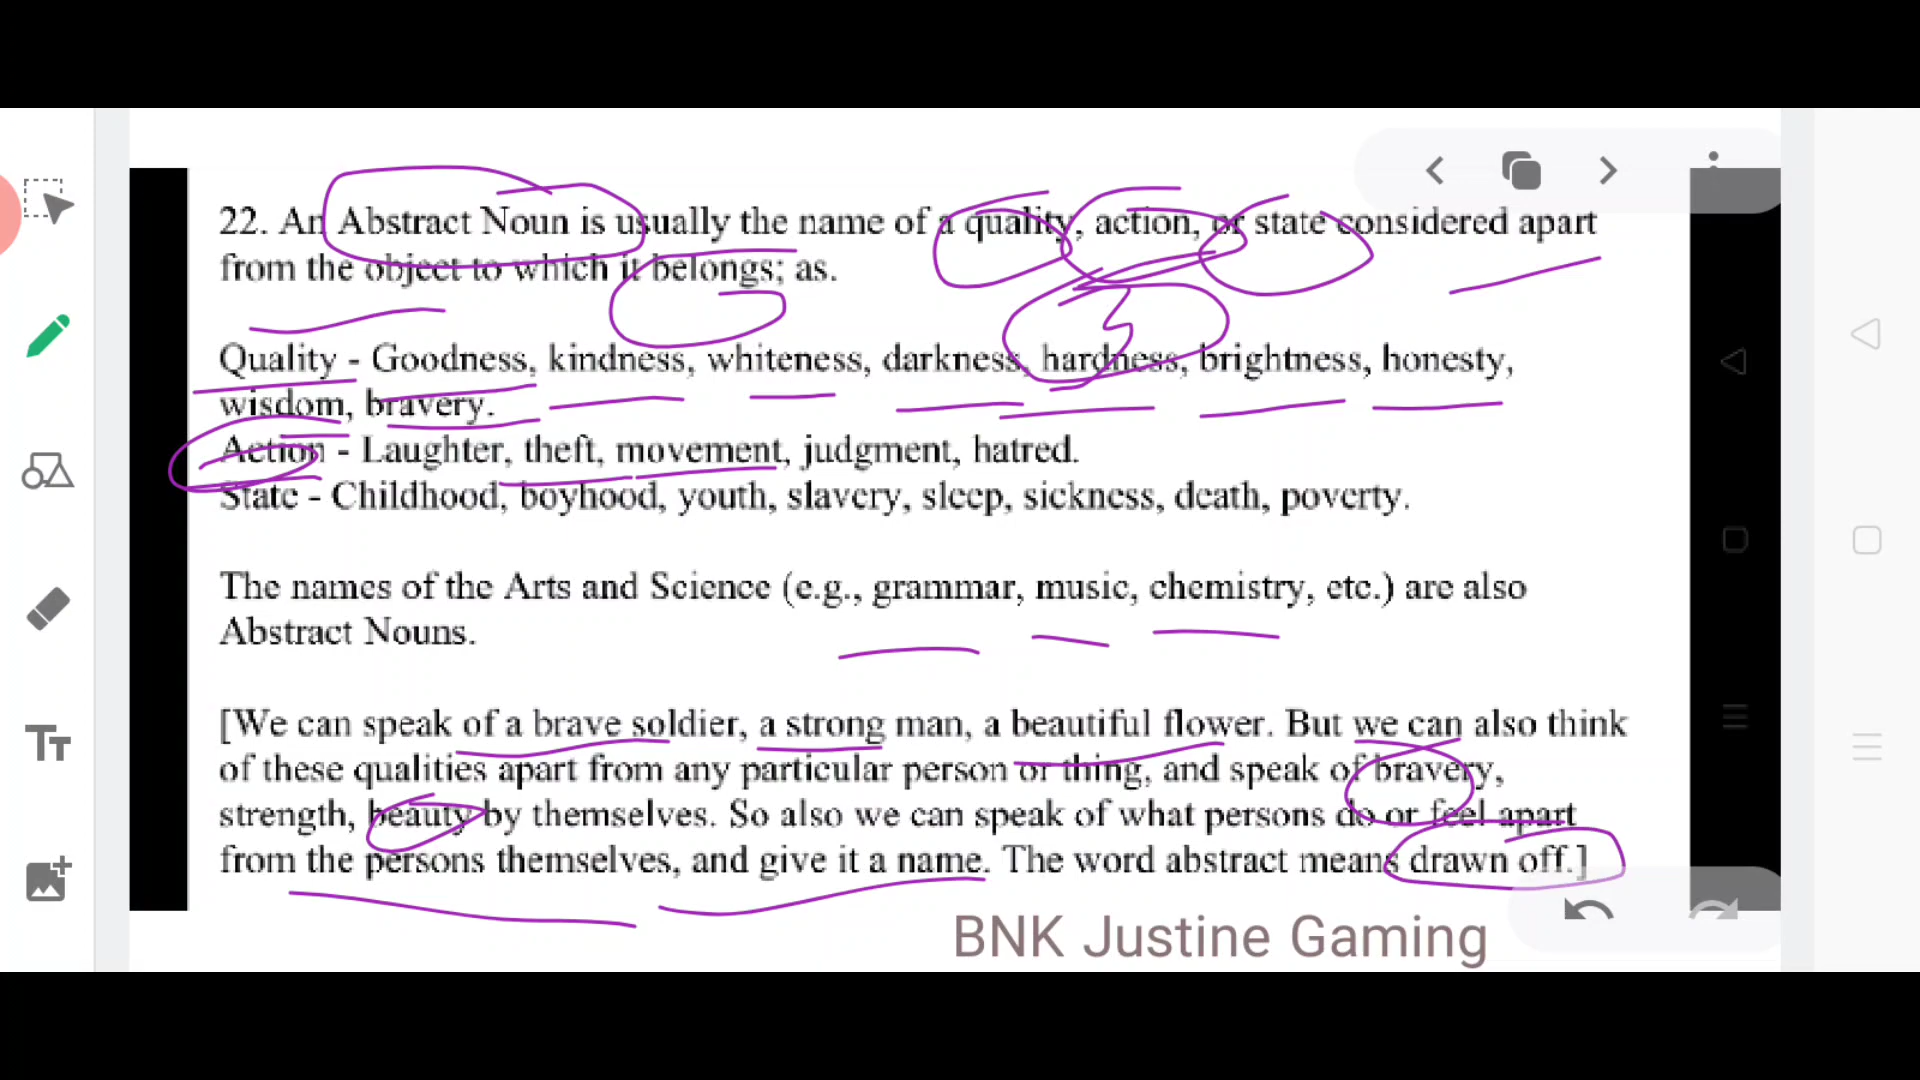 22. An Abstract Noun is usually the name of a quality, action, or state considered apart
from the object to which it belongs; as.
Quality - Goodness, kindness, whiteness, darkness, hardness, brightness, honesty,
wisdom, bravery.
Action - Laughter, theft, movement, judgment, hatred.
State - Childhood, boyhood, youth, slavery, sleep, sickness, death, poverty.
The names of the Arts and Science (e.g., grammar, music, chemistry, etc.) are also
Abstract Nouns.
[We can speak of a brave soldier, a strong man, a beautiful flower. But we can also think
of these qualities apart from any particular person or thing, and speak of bravery,
strength, beauty by themselves. So also we can speak of what persons do or feel apart
from the persons themselves, and give it a name. The word abstract means drawn off.]
BNK Justine Gaming